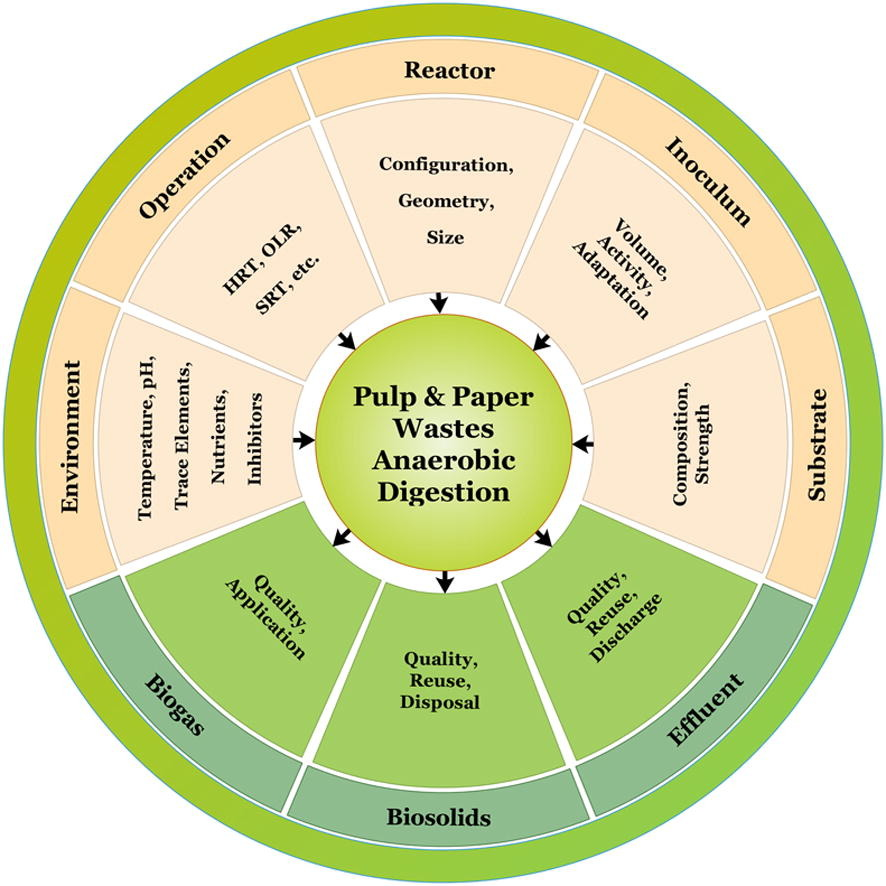 Reactor
Configuration,
Geometry,
Size
Inoculum
Volume,
Activity,
Adaptation
Substrate
Composition,
Strength
Effluent
Quality,
Reuse,
Discharge
Biosolids
Quality,
Reuse,
Disposal
Biogas
Quality,
Application
Environment
Temperature, pH,
Trace Elements,
Nutrients,
Inhibitors
Operation
HRT, OLR,
SRT, etc.
Pulp & Paper
Wastes
Anaerobic
Digestion